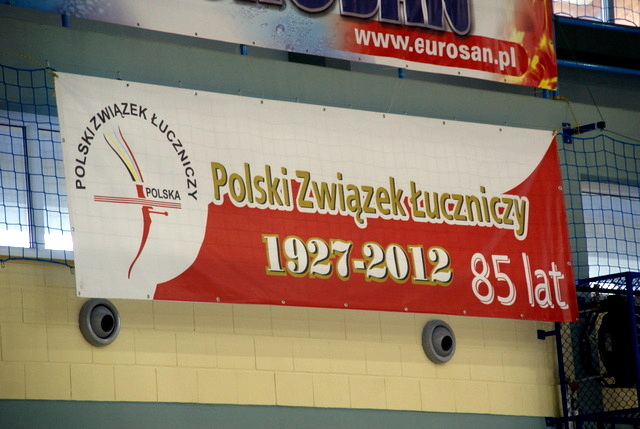 www.eurosan.pl
POLSKI ZWIĄZEK ŁUCZNICZY
POLSKA
Polski Związek Łuczniczy
1927-2012
85 lat